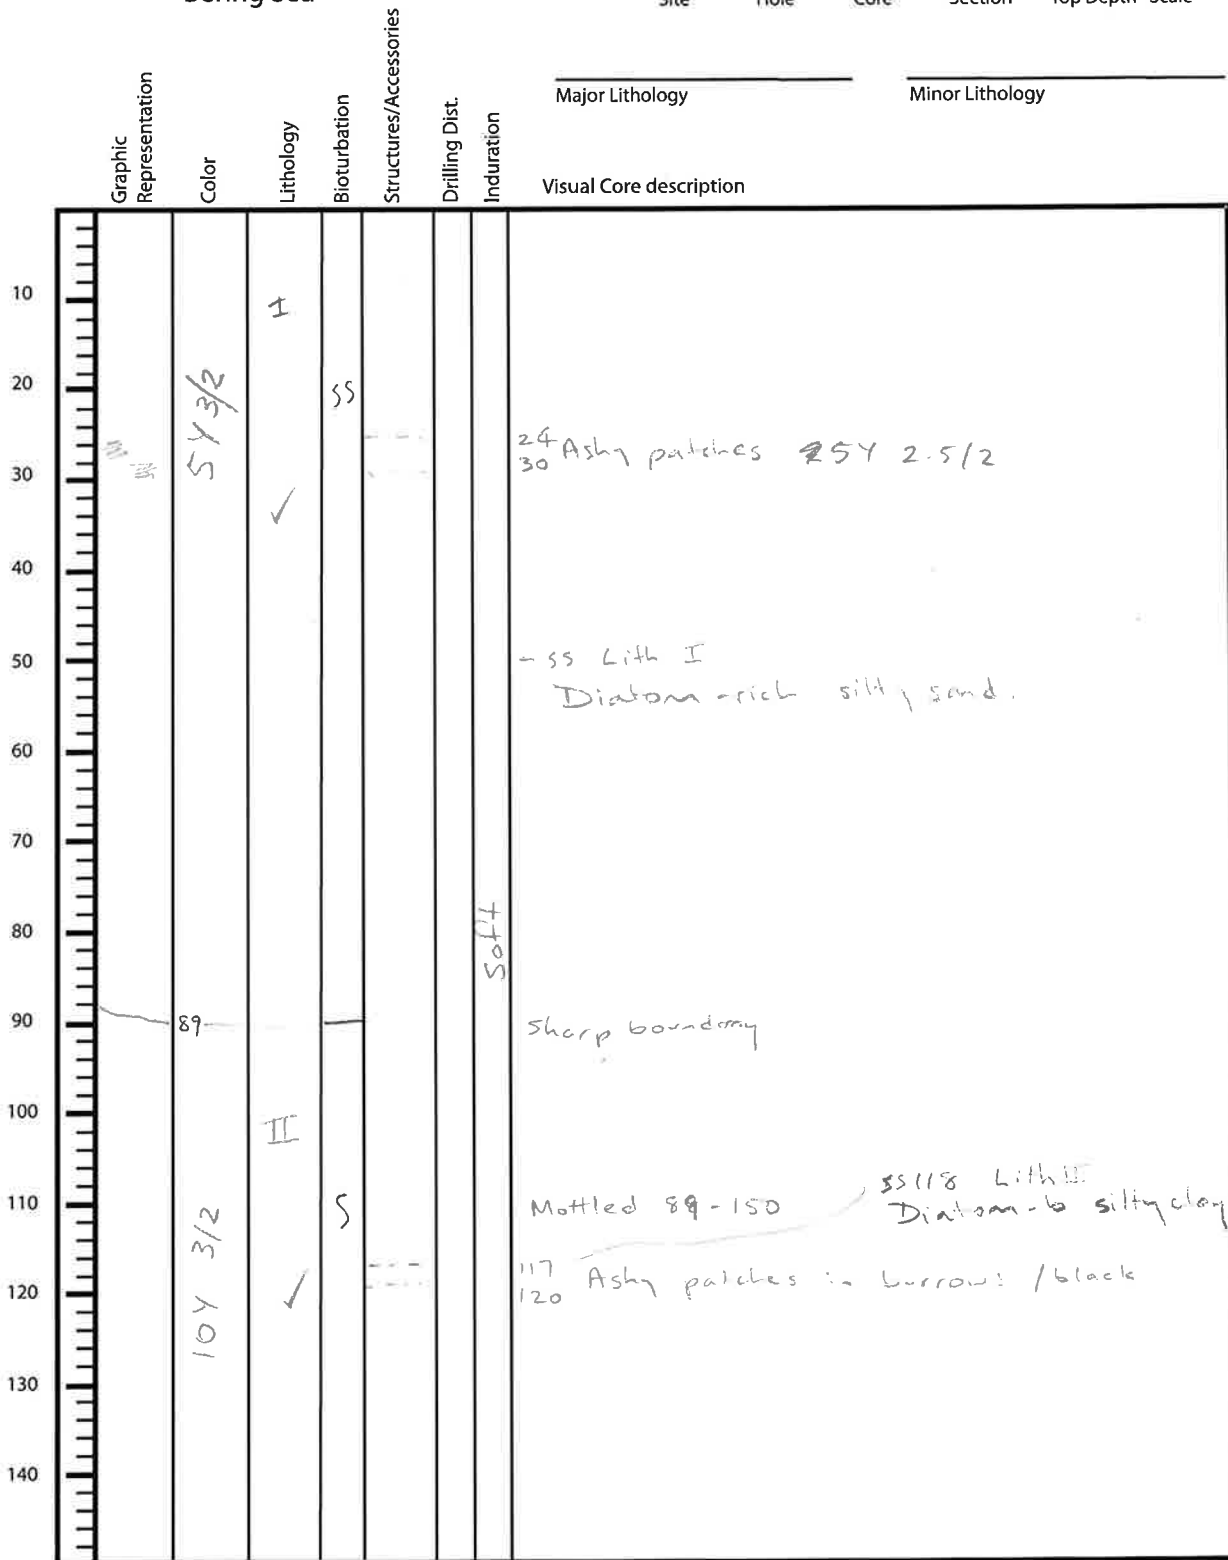 Bering Sea
Site Hole Core Section Top Depth Scale
Major Lithology Minor Lithology
Graphic Representation
Color
Lithology
Bioturbation
Structures/Accessories
Drilling Dist.
Induration
Visual Core description
10
I
20
5Y 3/2
SS
24
30 Ashy patches 5Y 2.5/2
30
✓
40
50
- SS Lith I
Diatom-rich silty sand.
60
70
80
Soft
90
89
Sharp boundary
100
II
110
S
Mottled 89-150
SS118 Lith II
Diatom-b silty clay
10Y 3/2
117
120 Ashy patches in burrows /black
120
✓
130
140